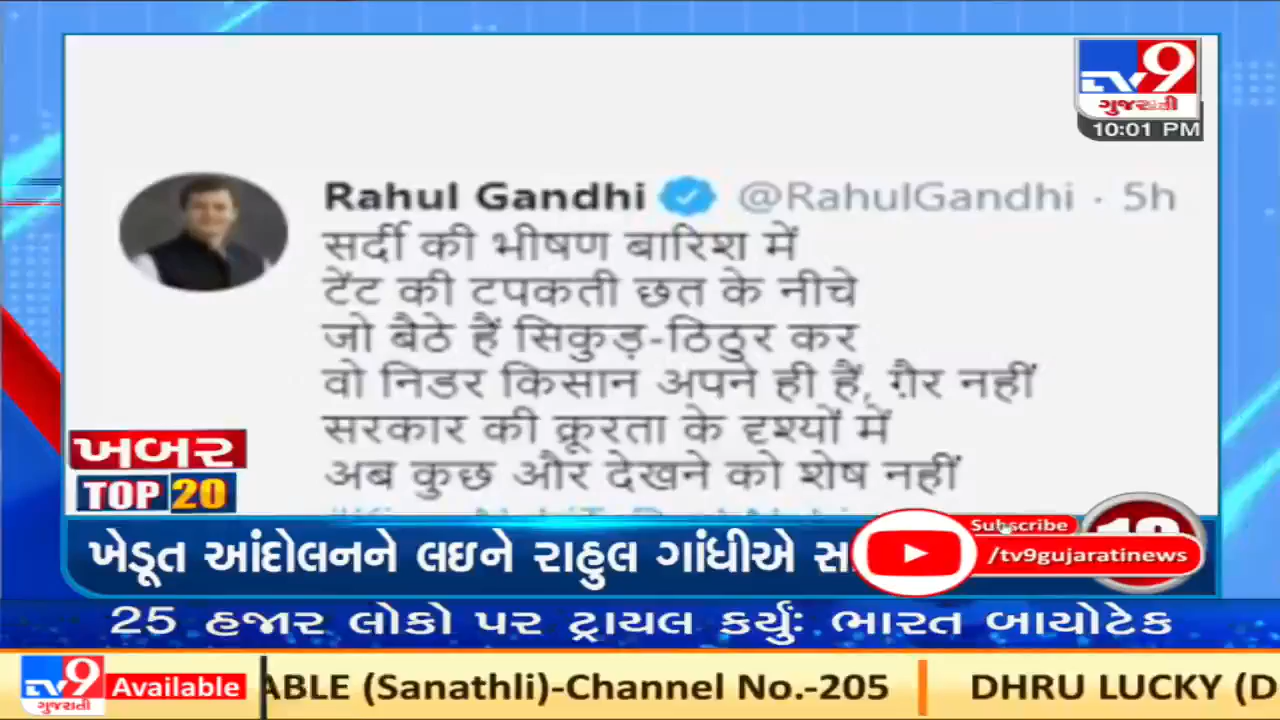 TV9
ગુજરાતી
10:01 PM
Rahul Gandhi @RahulGandhi · 5h
सर्दी की भीषण बारिश में
टेंट की टपकती छत के नीचे
जो बैठे हैं सिकुड़-ठिठुर कर
वो निडर किसान अपने ही हैं, ग़ैर नहीं
सरकार की क्रूरता के दृश्यों में
अब कुछ और देखने को शेष नहीं
ખબર
TOP 20
ખેડૂત આંદોલનને લઇને રાહુલ ગાંધીએ
Subscribe
/tv9gujaratinews
25 હજાર લોકો પર ટ્રાયલ કર્યુઃ ભારત બાયોટેક
TV9
ગુજરાતી
Available
ABLE (Sanathli)-Channel No.-205
DHRU LUCKY (D